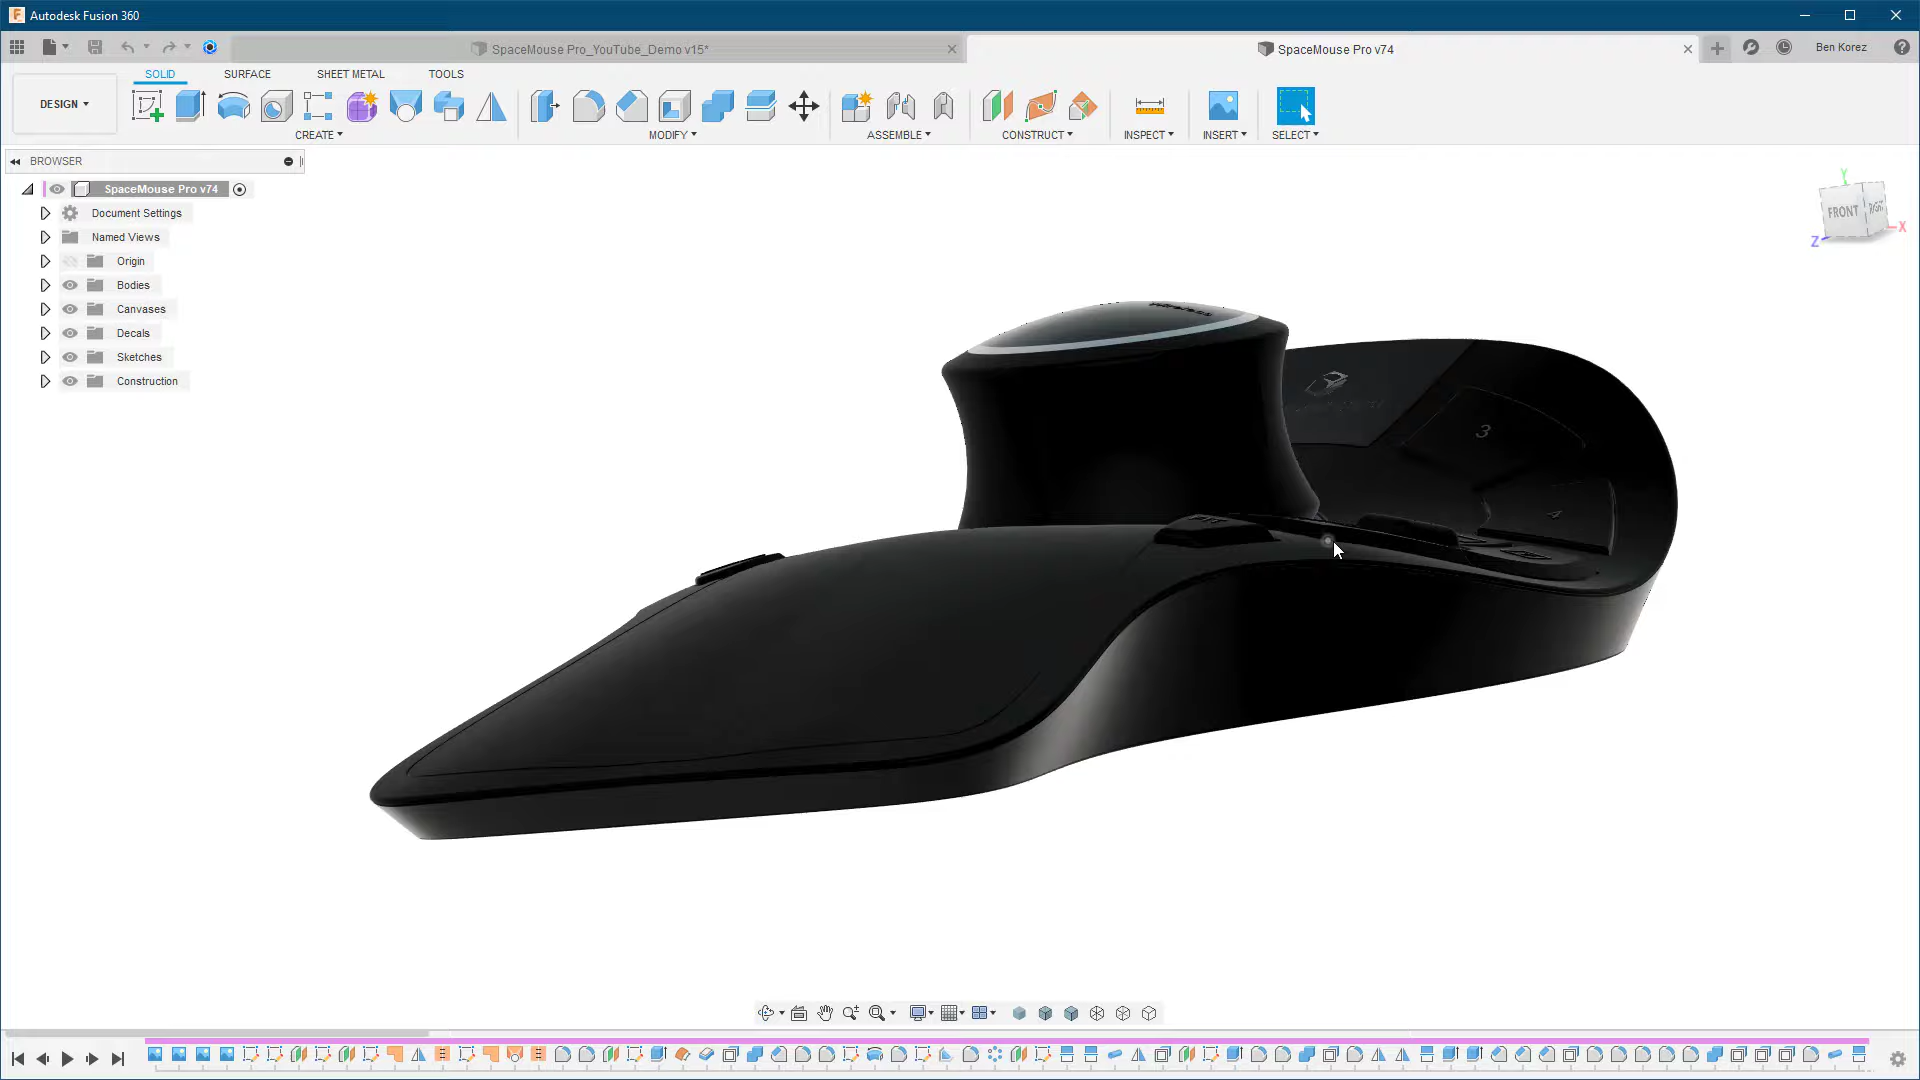 Autodesk Fusion 360
SpaceMouse Pro_YouTube_Demo v15*
SpaceMouse Pro v74
Ben Korez
SOLID
SURFACE
SHEET METAL
TOOLS
DESIGN
CREATE
MODIFY
ASSEMBLE
CONSTRUCT
INSPECT
INSERT
SELECT
BROWSER
SpaceMouse Pro v74
Document Settings
Named Views
Origin
Bodies
Canvases
Decals
Sketches
Construction
Y
FRONT
RIGHT
X
Z
3
4
FIT